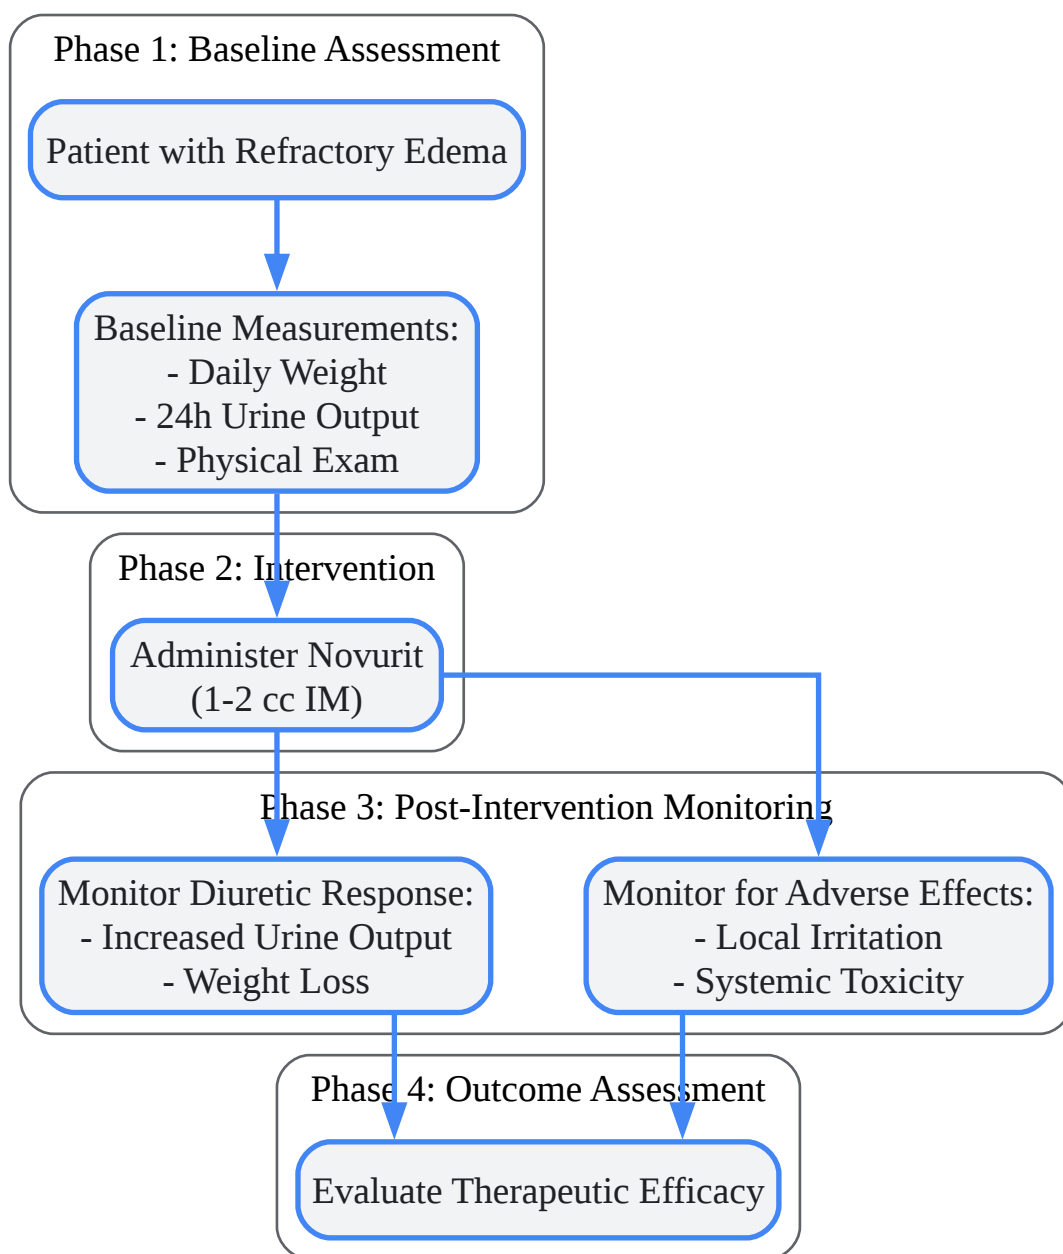 Phase 1: Baseline Assessment
Patient with Refractory Edema
Baseline Measurements:
- Daily Weight
- 24h Urine Output
- Physical Exam
Phase 2: Intervention
Administer Novurit
(1-2 cc IM)
Phase 3: Post-Intervention Monitoring
Monitor Diuretic Response:
- Increased Urine Output
- Weight Loss
Monitor for Adverse Effects:
- Local Irritation
- Systemic Toxicity
Phase 4: Outcome Assessment
Evaluate Therapeutic Efficacy